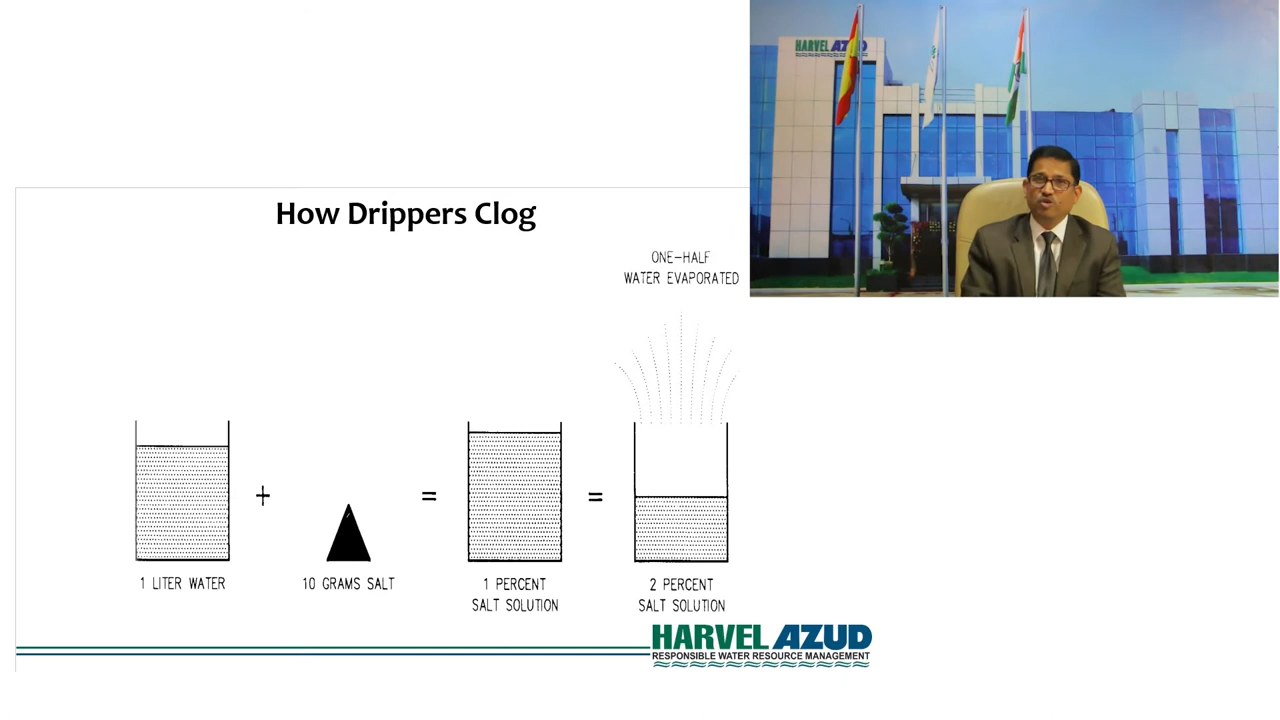 HARVEL AZUD
How Drippers Clog
ONE-HALF
WATER EVAPORATED
+
=
=
1 LITER WATER
10 GRAMS SALT
1 PERCENT
SALT SOLUTION
2 PERCENT
SALT SOLUTION
HARVEL AZUD
RESPONSIBLE WATER RESOURCE MANAGEMENT